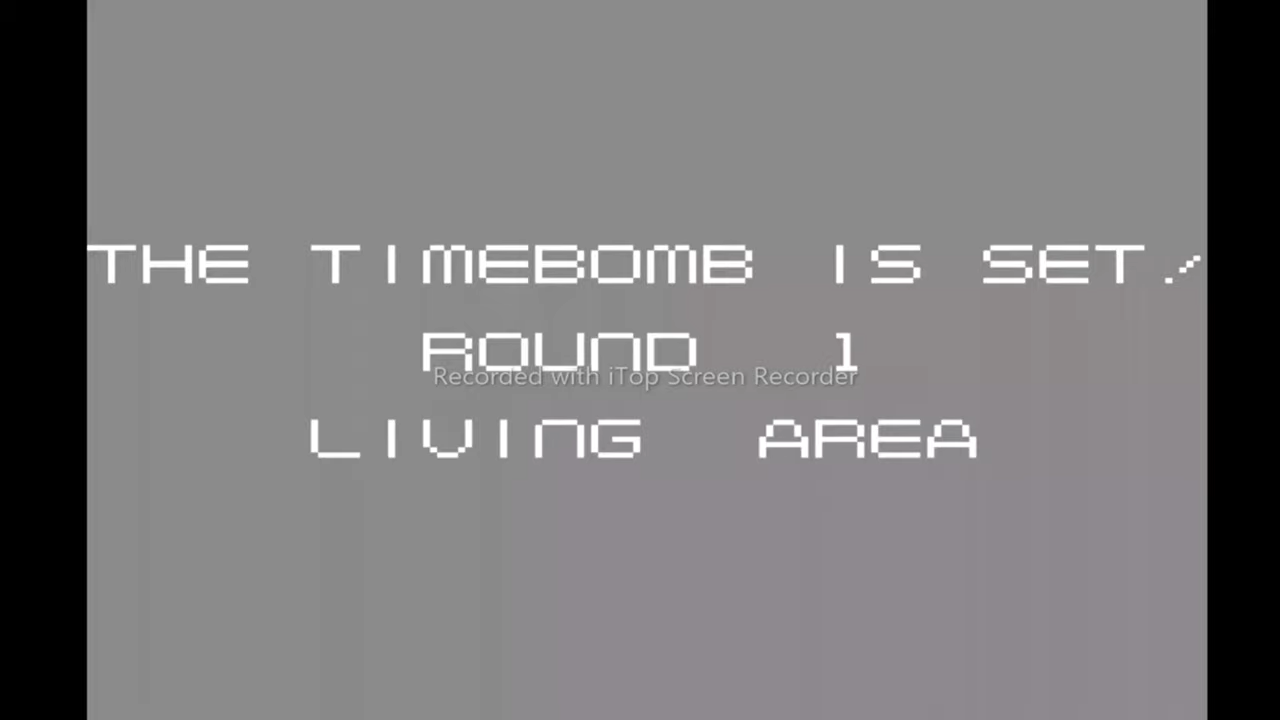 THE TIMEBOMB IS SET!
ROUND 1
Recorded with iTop Screen Recorder
LIVING AREA